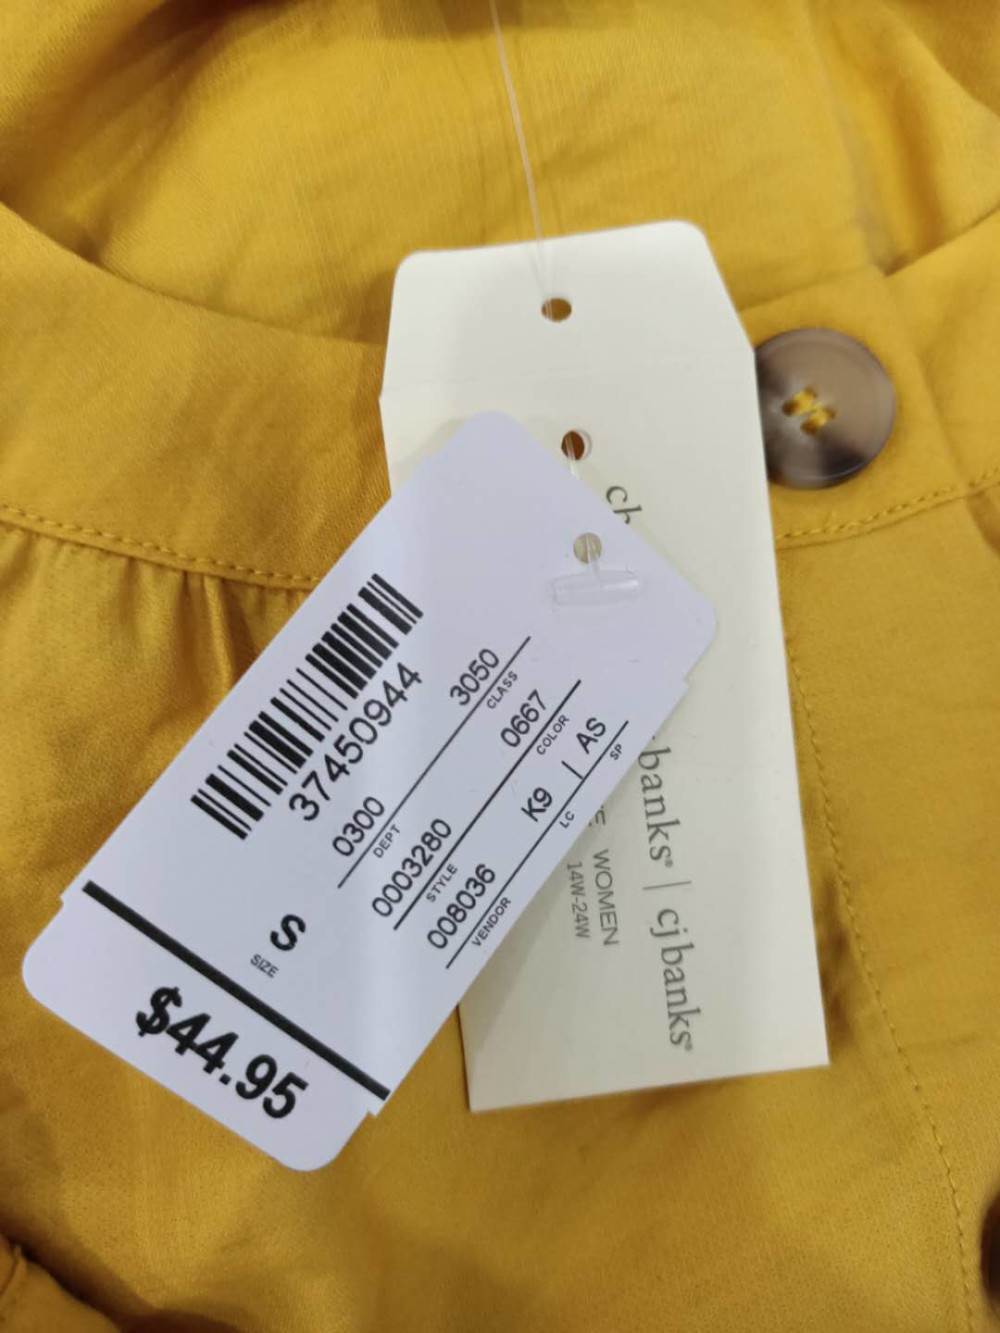 37450944
0300 3050
DEPT CLASS
0003280 0667
STYLE COLOR
008036 K9 | AS
VENDOR LC SP
SIZE S
$44.95
banks® | cj banks®
WOMEN
14W-24W